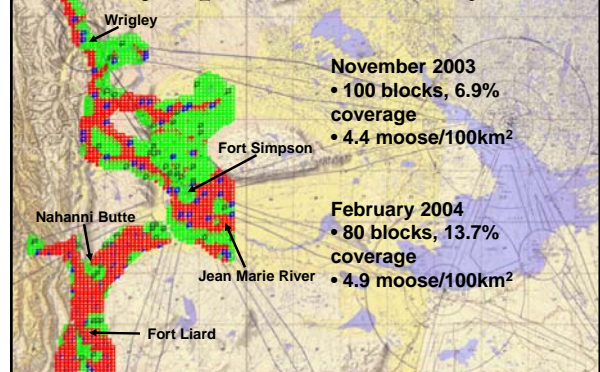 Wrigley
November 2003
• 100 blocks, 6.9%
coverage
• 4.4 moose/100km²
Fort Simpson
Nahanni Butte
February 2004
• 80 blocks, 13.7%
coverage
• 4.9 moose/100km²
Jean Marie River
Fort Liard